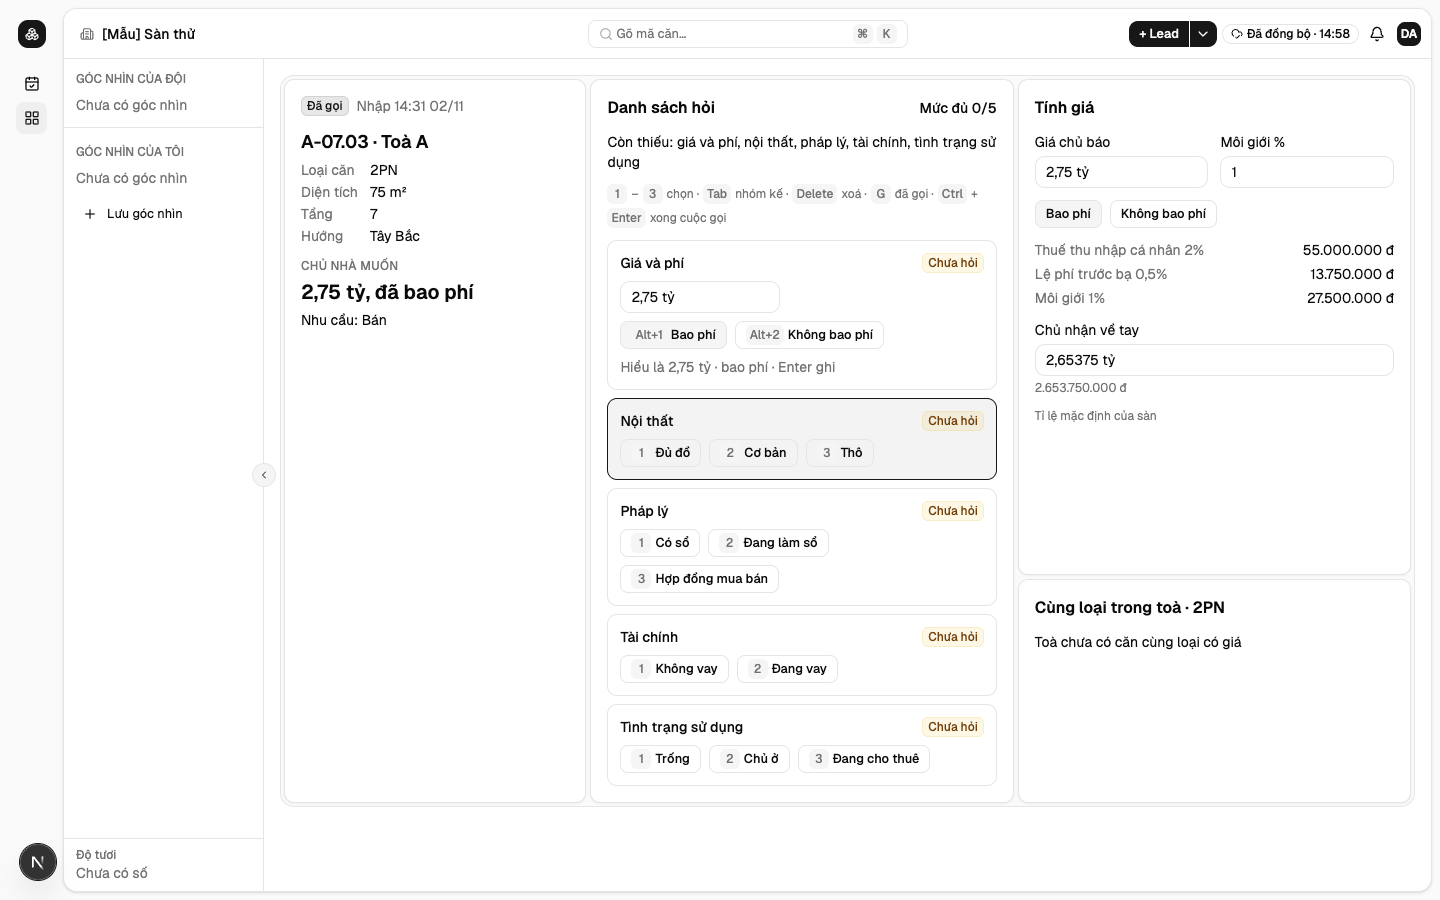 [Mẫu] Sàn thử
Gõ mã căn...
⌘ K
+ Lead
Đã đồng bộ · 14:58
DA
GÓC NHÌN CỦA ĐỘI
Chưa có góc nhìn
GÓC NHÌN CỦA TÔI
Chưa có góc nhìn
+ Lưu góc nhìn
Độ tươi
Chưa có số
N
Đã gọi Nhập 14:31 02/11
A-07.03 · Toà A
Loại căn 2PN
Diện tích 75 m²
Tầng 7
Hướng Tây Bắc
CHỦ NHÀ MUỐN
2,75 tỷ, đã bao phí
Nhu cầu: Bán
Danh sách hỏi Mức đủ 0/5
Còn thiếu: giá và phí, nội thất, pháp lý, tài chính, tình trạng sử
dụng
1 – 3 chọn · Tab nhóm kế · Delete xoá · G đã gọi · Ctrl +
Enter xong cuộc gọi
Giá và phí Chưa hỏi
2,75 tỷ
Alt+1 Bao phí Alt+2 Không bao phí
Hiểu là 2,75 tỷ · bao phí · Enter ghi
Nội thất Chưa hỏi
1 Đủ đồ 2 Cơ bản 3 Thô
Pháp lý Chưa hỏi
1 Có sổ 2 Đang làm sổ
3 Hợp đồng mua bán
Tài chính Chưa hỏi
1 Không vay 2 Đang vay
Tình trạng sử dụng Chưa hỏi
1 Trống 2 Chủ ở 3 Đang cho thuê
Tính giá
Giá chủ báo Môi giới %
2,75 tỷ 1
Bao phí Không bao phí
Thuế thu nhập cá nhân 2% 55.000.000 đ
Lệ phí trước bạ 0,5% 13.750.000 đ
Môi giới 1% 27.500.000 đ
Chủ nhận về tay
2,65375 tỷ
2.653.750.000 đ
Tỉ lệ mặc định của sàn
Cùng loại trong toà · 2PN
Toà chưa có căn cùng loại có giá